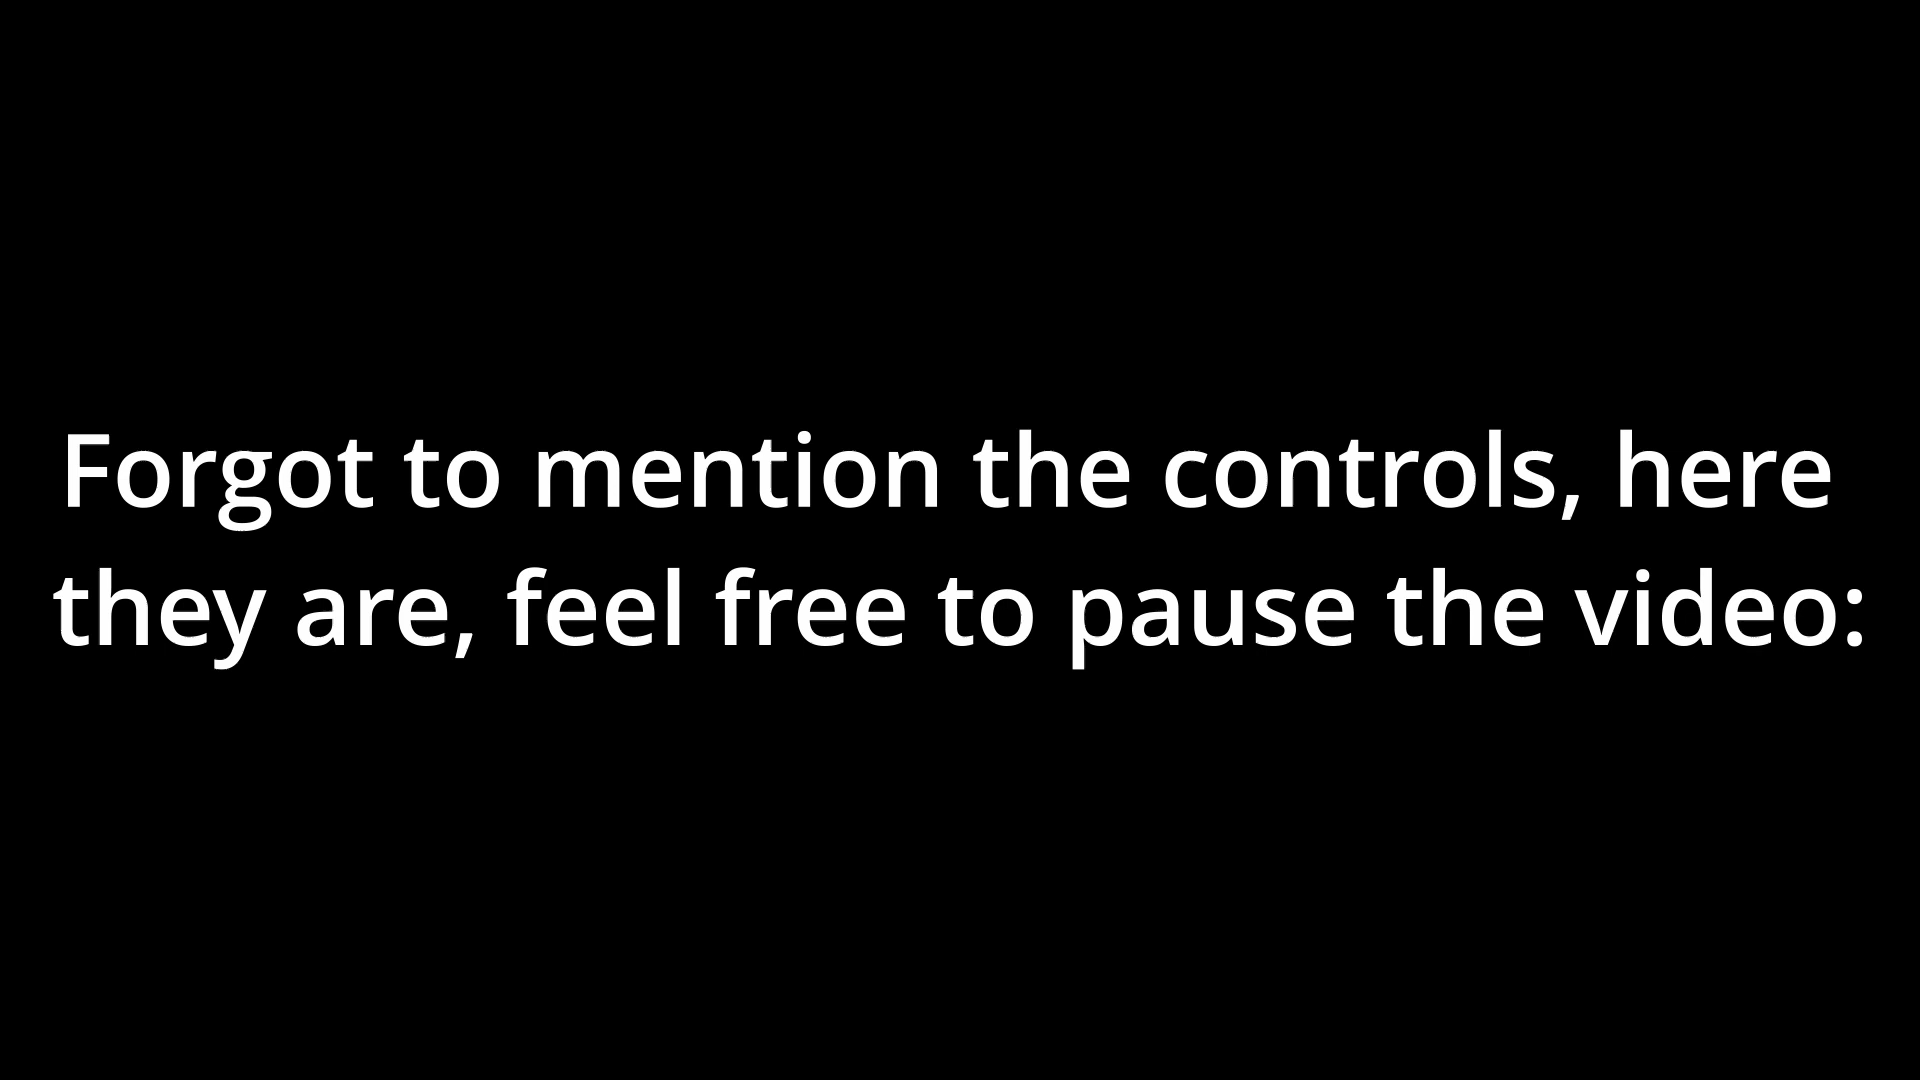 Forgot to mention the controls, here
they are, feel free to pause the video: